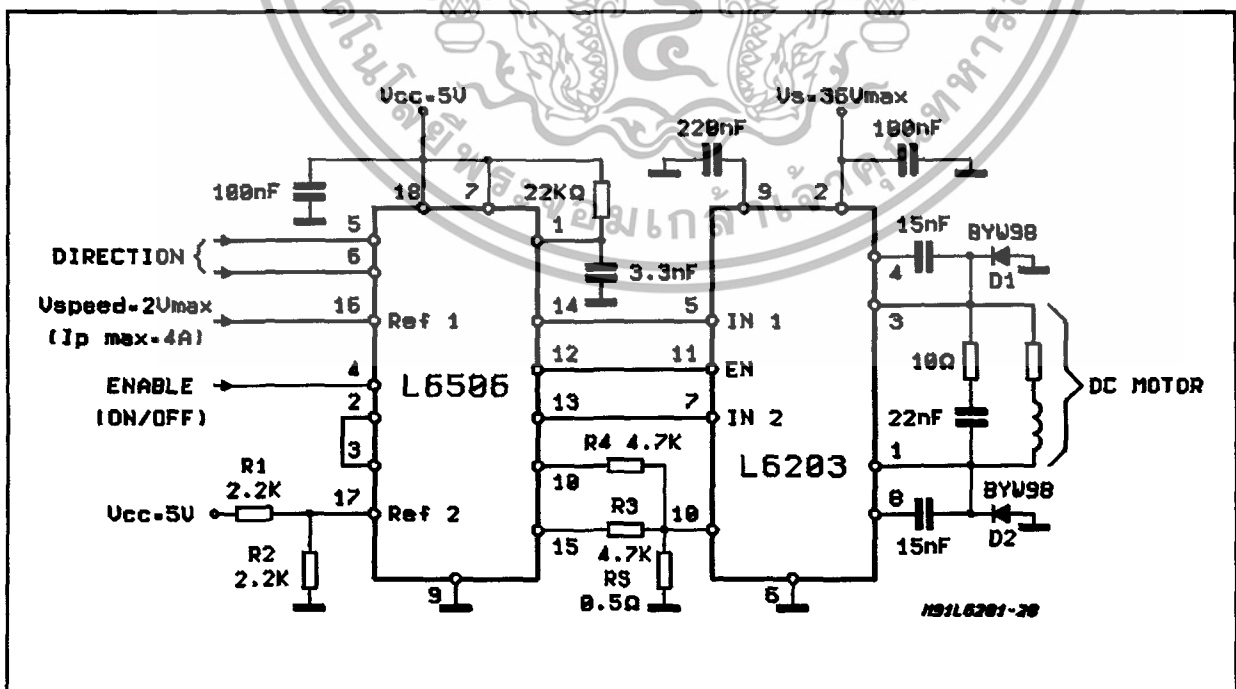 Vcc=5V
Vs=36Vmax
220nF
100nF
100nF
18
7
22KΩ
9
2
15nF
BYW98
5
1
4
D1
DIRECTION {
6
3.3nF
Vspeed=2Vmax
16
Ref 1
14
5
IN 1
3
(Ip max=4A)
10Ω
12
11
EN
ENABLE
4
L6506
DC MOTOR
(ON/OFF)
2
13
7
IN 2
22nF
3
R4 4.7K
L6203
1
R1
2.2K
10
8
BYW98
Vcc=5V
17
Ref 2
R3
10
15
4.7K
15nF
D2
R2
2.2K
RS
0.5Ω
9
6
M91L6201-20